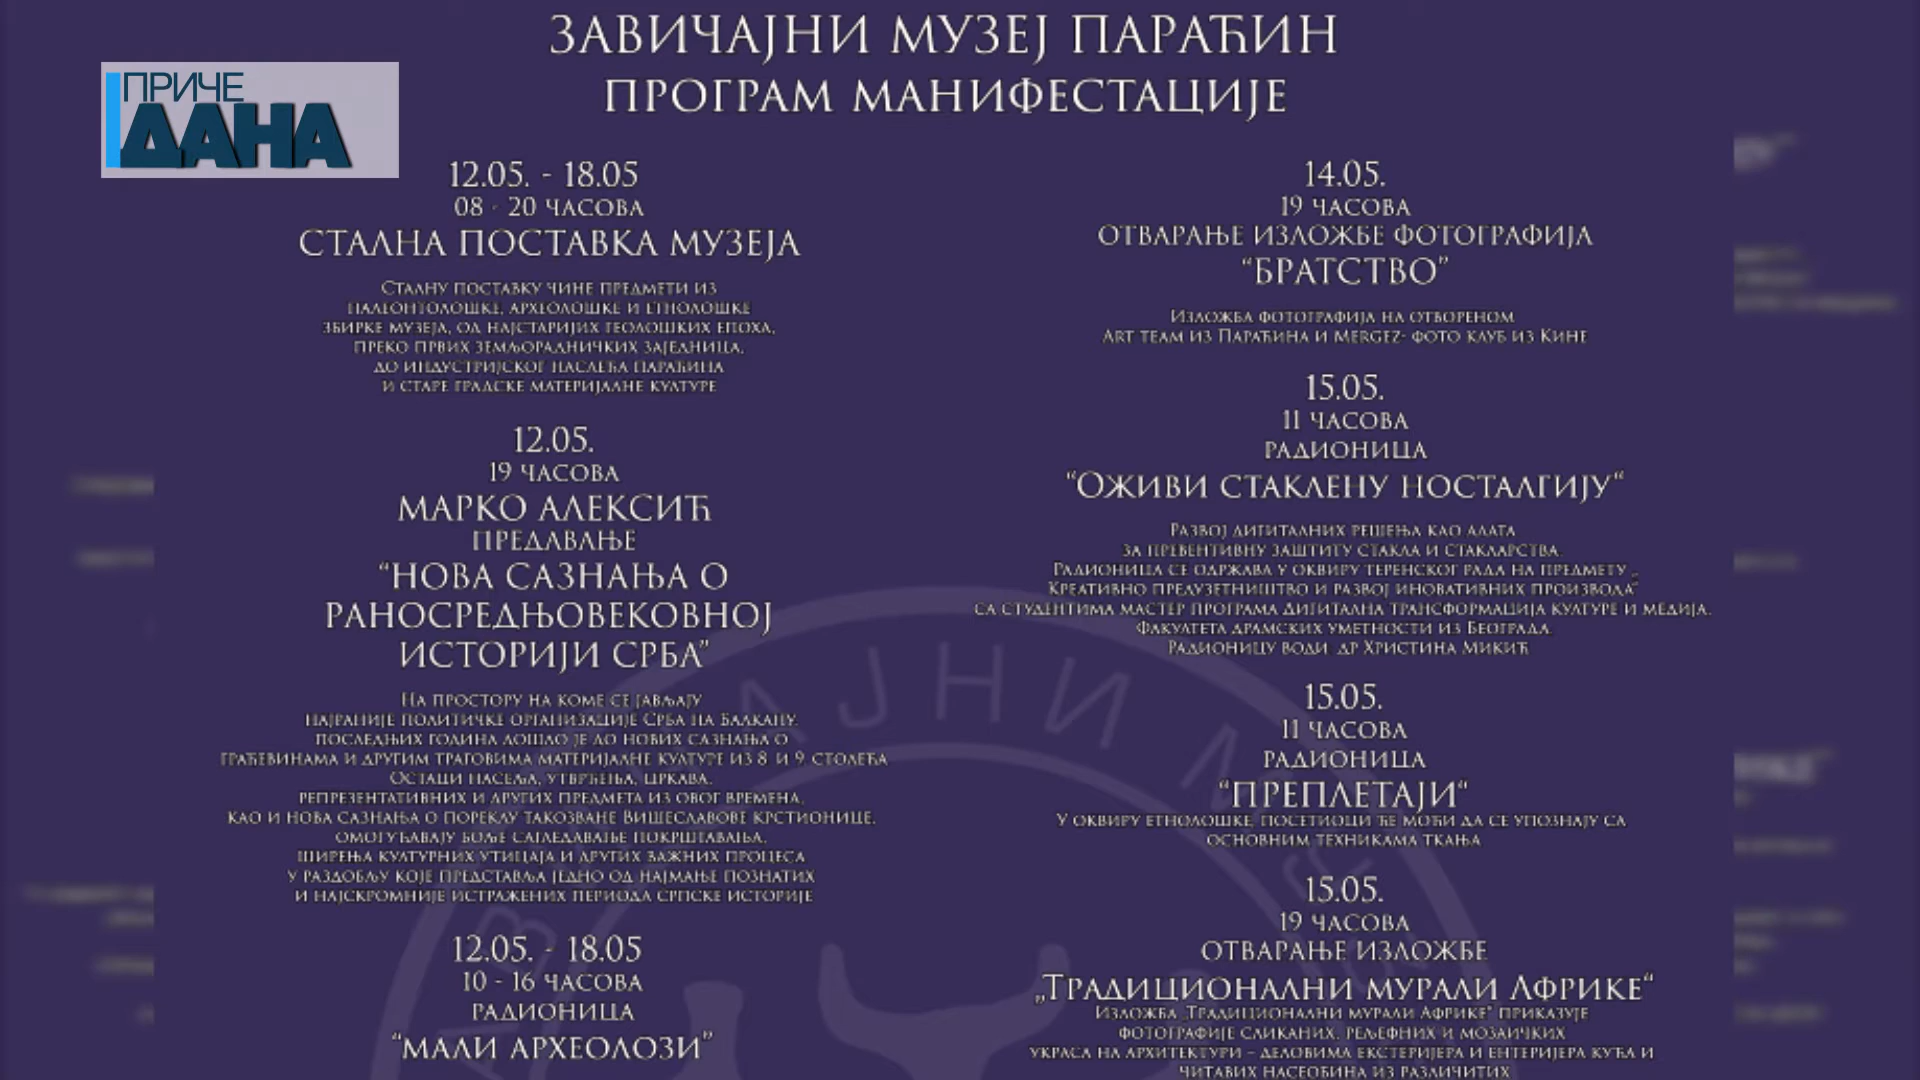 ЗАВИЧАЈНИ МУЗЕЈ ПАРАЋИН
ПРОГРАМ МАНИФЕСТАЦИЈЕ
ПРИЧЕ
ДАНА
12.05. - 18.05
08 - 20 ЧАСОВА
СТАЛНА ПОСТАВКА МУЗЕЈА
СТАЛНУ ПОСТАВКУ ЧИНЕ ПРЕДМЕТИ ИЗ
ПАЛЕОНТОЛОШКЕ, АРХЕОЛОШКЕ И ЕТНОЛОШКЕ
ЗБИРКЕ МУЗЕЈА, ОД НАЈСТАРИЈИХ ГЕОЛОШКИХ ЕПОХА,
ПРЕКО ПРВИХ ЗЕМЉОРАДНИЧКИХ ЗАЈЕДНИЦА,
ДО ИНДУСТРИЈСКОГ НАСЛЕЂА ПАРАЋИНА
И СТАРЕ ГРАДСКЕ МАТЕРИЈАЛНЕ КУЛТУРЕ
12.05.
19 ЧАСОВА
МАРКО АЛЕКСИЋ
ПРЕДАВАЊЕ
“НОВА САЗНАЊА О
РАНОСРЕДЊОВЕКОВНОЈ
ИСТОРИЈИ СРБА”
НА ПРОСТОРУ НА КОМЕ СЕ ЈАВЉАЈУ
НАЈРАНИЈЕ ПОЛИТИЧКЕ ОРГАНИЗАЦИЈЕ СРБА НА БАЛКАНУ,
ПОСЛЕДЊИХ ГОДИНА ДОШЛО ЈЕ ДО НОВИХ САЗНАЊА О
ГРАЂЕВИНАМА И ДРУГИМ ТРАГОВИМА МАТЕРИЈАЛНЕ КУЛТУРЕ ИЗ 8 И 9 СТОЛЕЋА
ОСТАЦИ НАСЕЉА, УТВРЂЕЊА, ЦРКАВА,
РЕПРЕЗЕНТАТИВНИХ И ДРУГИХ ПРЕДМЕТА ИЗ ОВОГ ВРЕМЕНА,
КАО И НОВА САЗНАЊА О ПОРЕКЛУ ТАКОЗВАНЕ ВИШЕСЛАВОВЕ КРСТИОНИЦЕ,
ОМОГУЋАВАЈУ БОЉЕ САГЛЕДАВАЊЕ ПОКРШТАВАЊА,
ШИРЕЊА КУЛТУРНИХ УТИЦАЈА И ДРУГИХ ВАЖНИХ ПРОЦЕСА
У РАЗДОБЉУ КОЈЕ ПРЕДСТАВЉА ЈЕДНО ОД НАЈМАЊЕ ПОЗНАТИХ
И НАЈСКРОМНИЈЕ ИСТРАЖЕНИХ ПЕРИОДА СРПСКЕ ИСТОРИЈЕ
12.05. - 18.05
10 - 16 ЧАСОВА
РАДИОНИЦА
“МАЛИ АРХЕОЛОЗИ”
14.05.
19 ЧАСОВА
ОТВАРАЊЕ ИЗЛОЖБЕ ФОТОГРАФИЈА
“БРАТСТВО”
ИЗЛОЖБА ФОТОГРАФИЈА НА ОТВОРЕНОМ
ART TEAM ИЗ ПАРАЋИНА И MERGEZ- ФОТО КЛУБ ИЗ КИНЕ
15.05.
11 ЧАСОВА
РАДИОНИЦА
“ОЖИВИ СТАКЛЕНУ НОСТАЛГИЈУ“
РАЗВОЈ ДИГИТАЛНИХ РЕШЕЊА КАО АЛАТА
ЗА ПРЕВЕНТИВНУ ЗАШТИТУ СТАКЛА И СТАКЛАРСТВА.
РАДИОНИЦА СЕ ОДРЖАВА У ОКВИРУ ТЕРЕНСКОГ РАДА НА ПРЕДМЕТУ „
КРЕАТИВНО ПРЕДУЗЕТНИШТВО И РАЗВОЈ ИНОВАТИВНИХ ПРОИЗВОДА“
СА СТУДЕНТИМА МАСТЕР ПРОГРАМА ДИГИТАЛНА ТРАНСФОРМАЦИЈА КУЛТУРЕ И МЕДИЈА,
ФАКУЛТЕТА ДРАМСКИХ УМЕТНОСТИ ИЗ БЕОГРАДА.
РАДИОНИЦУ ВОДИ ДР ХРИСТИНА МИКИЋ
15.05.
11 ЧАСОВА
РАДИОНИЦА
“ПРЕПЛЕТАЈИ“
У ОКВИРУ ЕТНОЛОШКЕ, ПОСЕТИОЦИ ЋЕ МОЋИ ДА СЕ УПОЗНАЈУ СА
ОСНОВНИМ ТЕХНИКАМА ТКАЊА
15.05.
19 ЧАСОВА
ОТВАРАЊЕ ИЗЛОЖБЕ
„ТРАДИЦИОНАЛНИ МУРАЛИ АФРИКЕ“
ИЗЛОЖБА „ТРАДИЦИОНАЛНИ МУРАЛИ АФРИКЕ“ ПРИКАЗУЈЕ
ФОТОГРАФИЈЕ СЛИКАНИХ, РЕЉЕФНИХ И МОЗАИЧКИХ
УКРАСА НА АРХИТЕКТУРИ – ДЕЛОВИМА ЕКСТЕРИЈЕРА И ЕНТЕРИЈЕРА КУЋА И
ЧИТАВИХ НАСЕОБИНА ИЗ РАЗЛИЧИТИХ